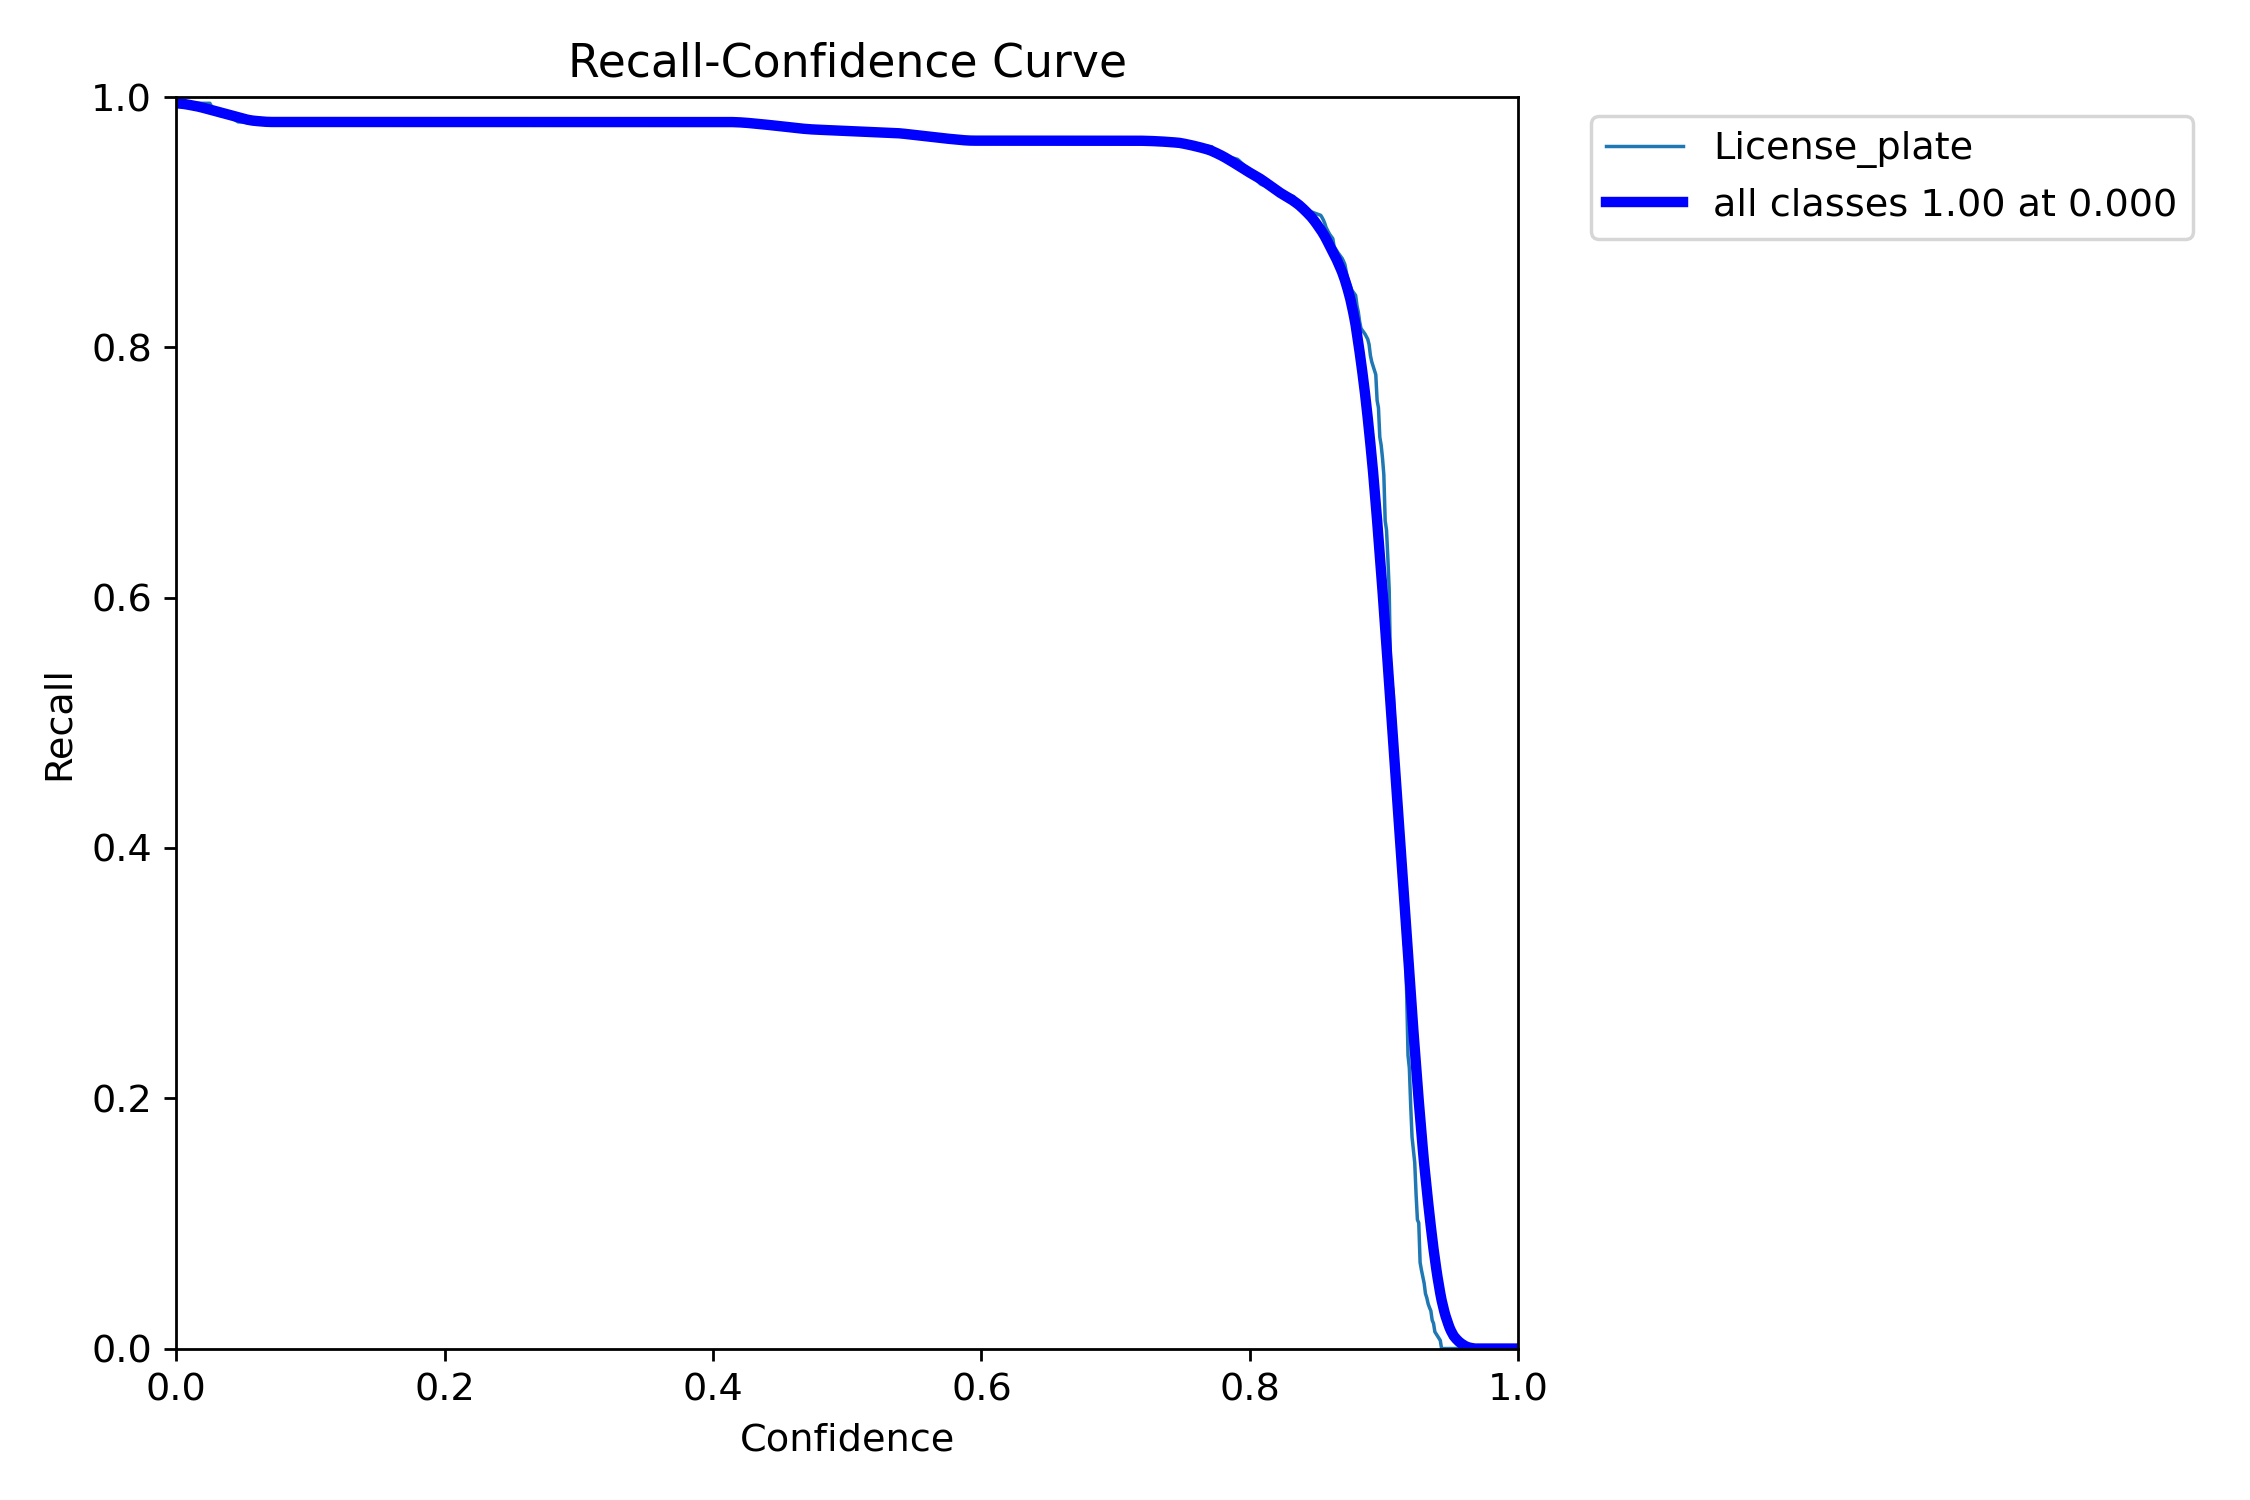 Recall-Confidence Curve
License_plate
all classes 1.00 at 0.000
Recall
1.0
0.8
0.6
0.4
0.2
0.0
0.0 0.2 0.4 0.6 0.8 1.0
Confidence